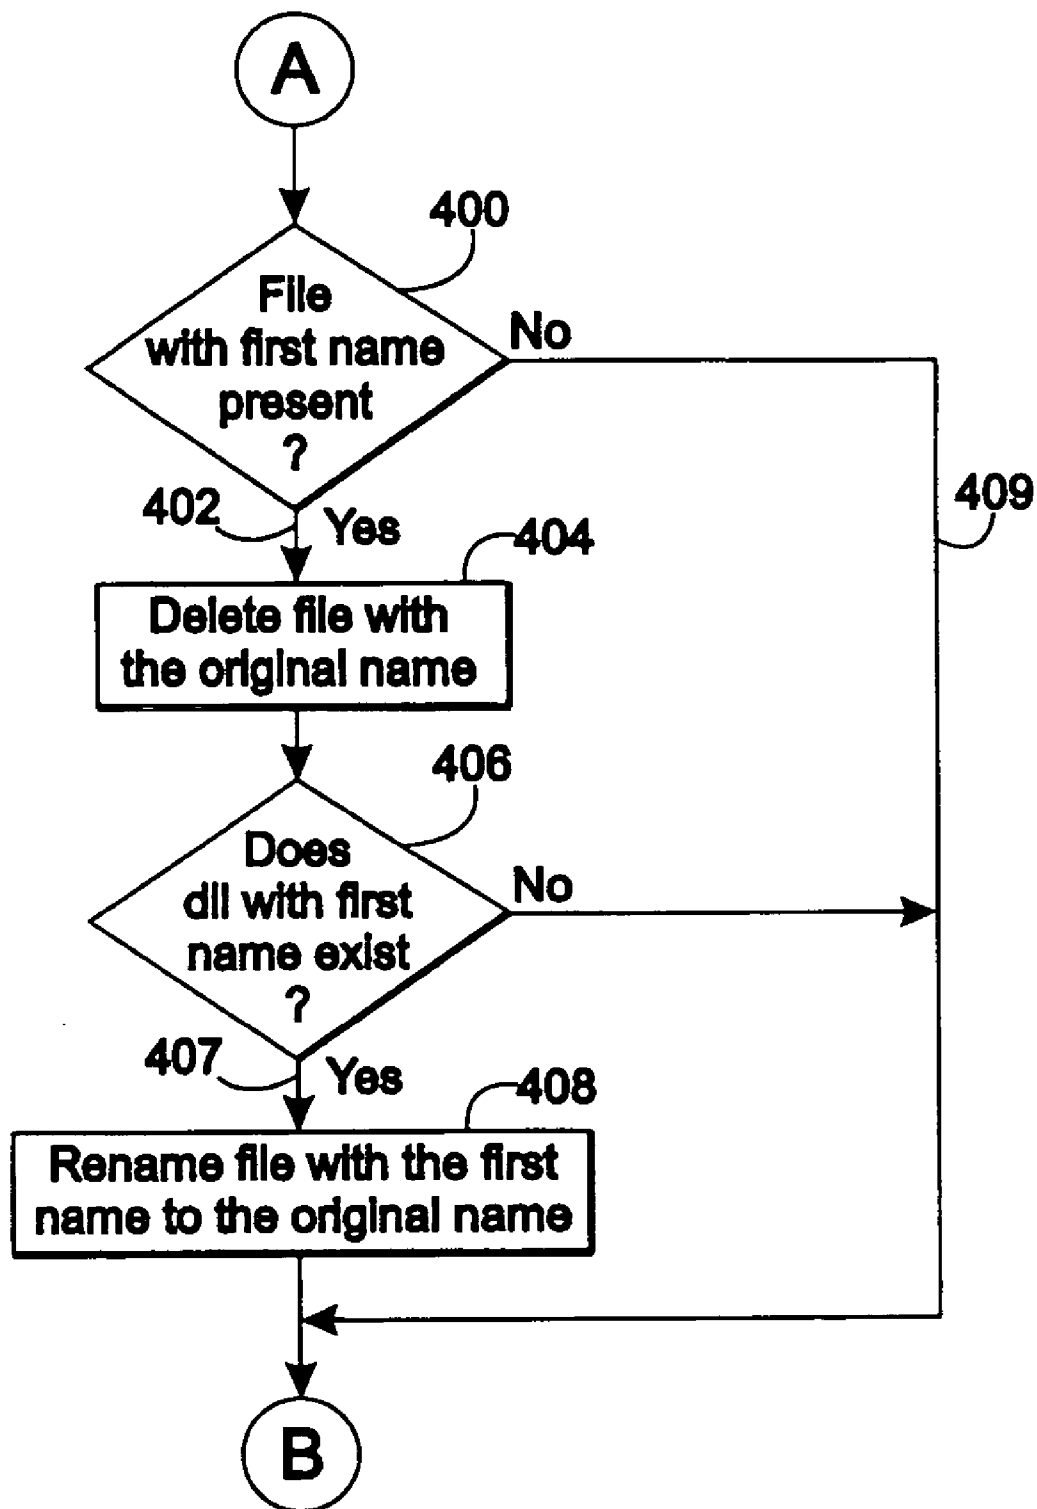 A
400
File
with first name
present
?
No
409
402
Yes
404
Delete file with
the original name
406
Does
dll with first
name exist
?
No
407
Yes
408
Rename file with the first
name to the original name
B